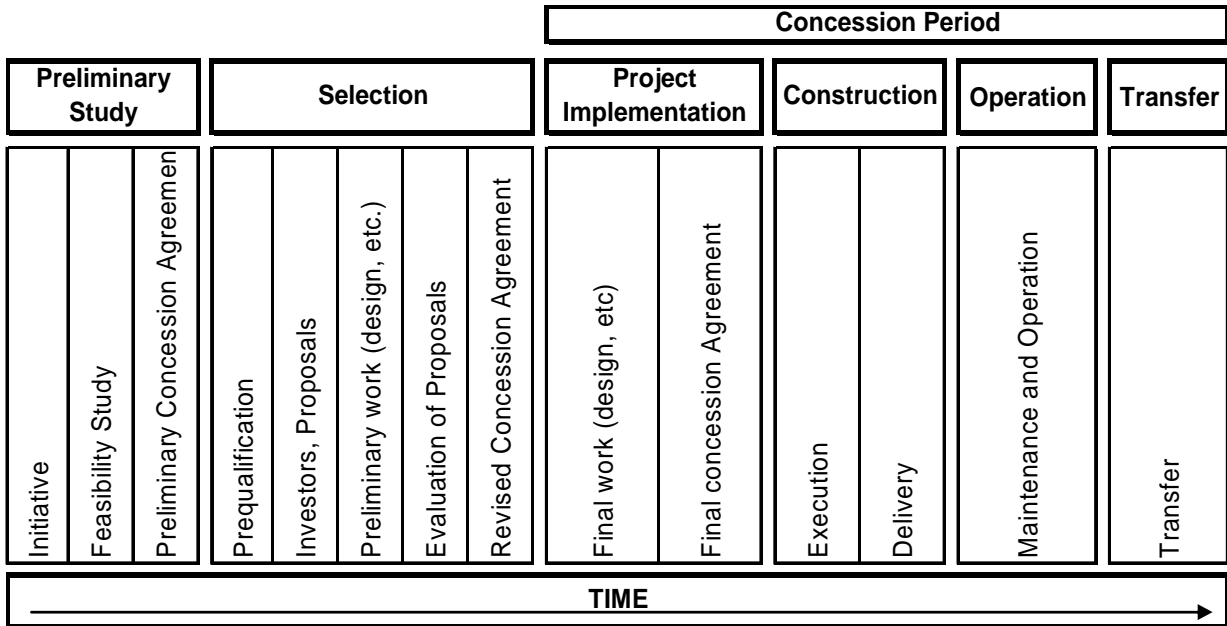 Concession Period
Preliminary
Study
Selection
Project
Implementation
Construction
Operation
Transfer
Initiative
Feasibility Study
Preliminary Concession Agreemen
Prequalification
Investors, Proposals
Preliminary work (design, etc.)
Evaluation of Proposals
Revised Concession Agreement
Final work (design, etc)
Final concession Agreement
Execution
Delivery
Maintenance and Operation
Transfer
TIME